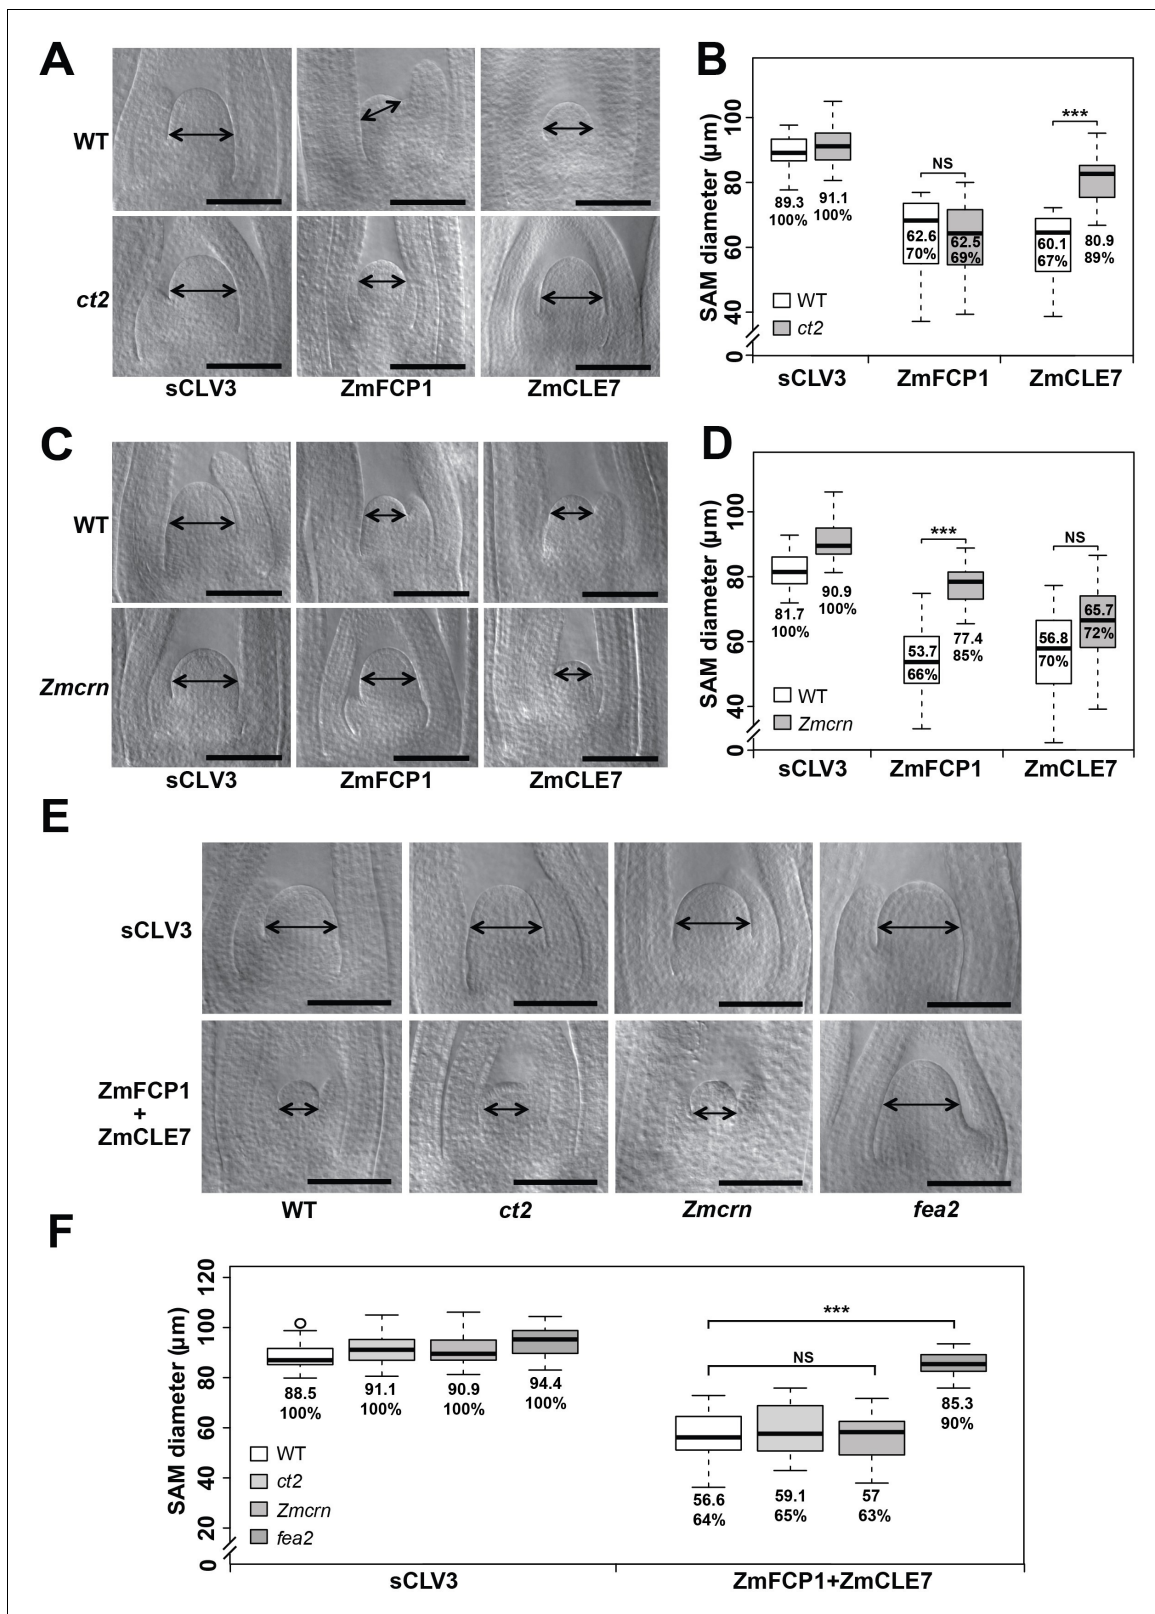 A
WT
ct2
sCLV3
ZmFCP1
ZmCLE7
B
SAM diameter (µm)
100
80
60
40
0
89.3
100%
91.1
100%
NS
62.6
70%
62.5
69%
***
60.1
67%
80.9
89%
WT
ct2
sCLV3
ZmFCP1
ZmCLE7
C
WT
Zmcrn
sCLV3
ZmFCP1
ZmCLE7
D
SAM diameter (µm)
100
80
60
40
0
81.7
100%
90.9
100%
***
53.7
66%
77.4
85%
NS
56.8
70%
65.7
72%
WT
Zmcrn
sCLV3
ZmFCP1
ZmCLE7
E
sCLV3
ZmFCP1
+
ZmCLE7
WT
ct2
Zmcrn
fea2
F
SAM diameter (µm)
120
100
80
60
40
20
0
88.5
100%
91.1
100%
90.9
100%
94.4
100%
***
NS
56.6
64%
59.1
65%
57
63%
85.3
90%
WT
ct2
Zmcrn
fea2
sCLV3
ZmFCP1+ZmCLE7